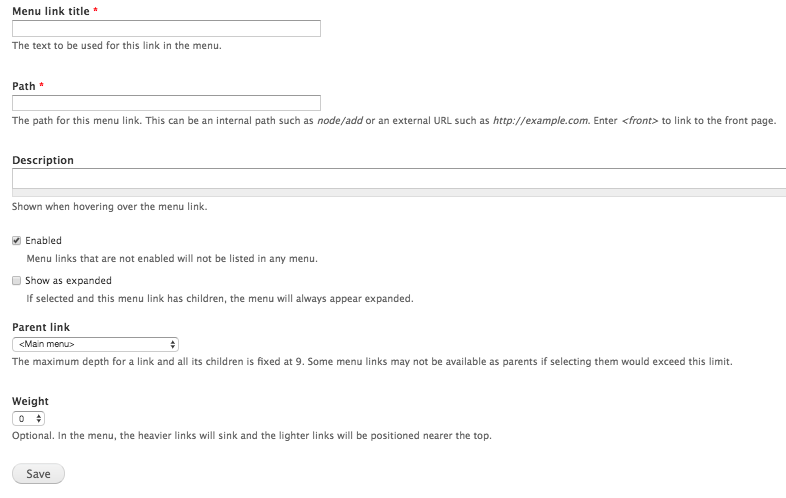 Menu link title *
The text to be used for this link in the menu.
Path *
The path for this menu link. This can be an internal path such as node/add or an external URL such as http://example.com. Enter <front> to link to the front page.
Description
Shown when hovering over the menu link.
Enabled
Menu links that are not enabled will not be listed in any menu.
Show as expanded
If selected and this menu link has children, the menu will always appear expanded.
Parent link
<Main menu>
The maximum depth for a link and all its children is fixed at 9. Some menu links may not be available as parents if selecting them would exceed this limit.
Weight
0
Optional. In the menu, the heavier links will sink and the lighter links will be positioned nearer the top.
Save